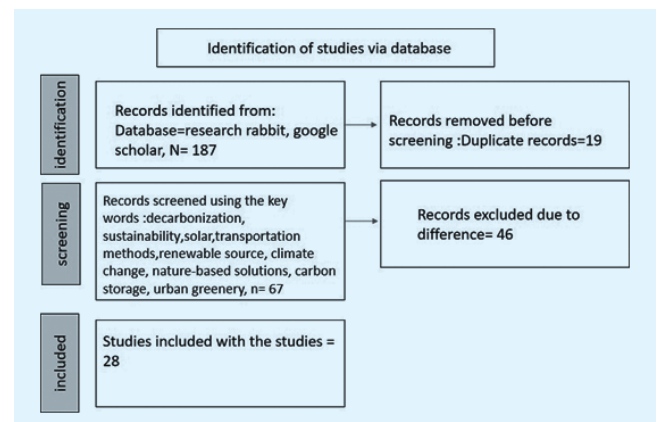 Identification of studies via database
identification
Records identified from:
Database=research rabbit, google
scholar, N= 187
Records removed before
screening :Duplicate records=19
screening
Records screened using the key
words :decarbonization,
sustainability,solar,transportation
methods,renewable source, climate
change, nature-based solutions, carbon
storage, urban greenery, n= 67
Records excluded due to
difference= 46
included
Studies included with the studies =
28